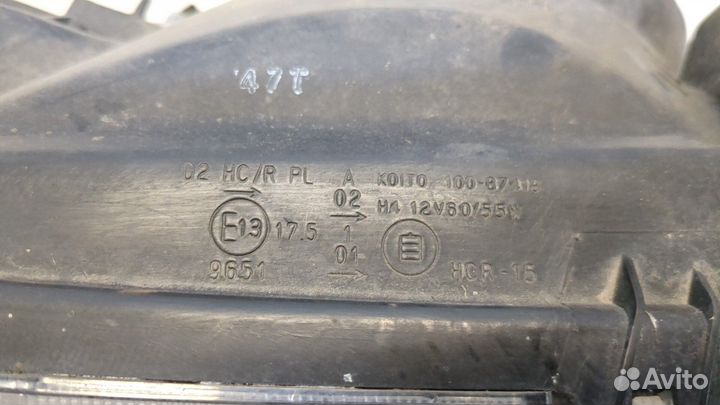 47T
02 HC/R PL A KOITO 100-87318
02 H4 12V60/55W
E13 17.5 1
9651 01 HCR-15
Avito